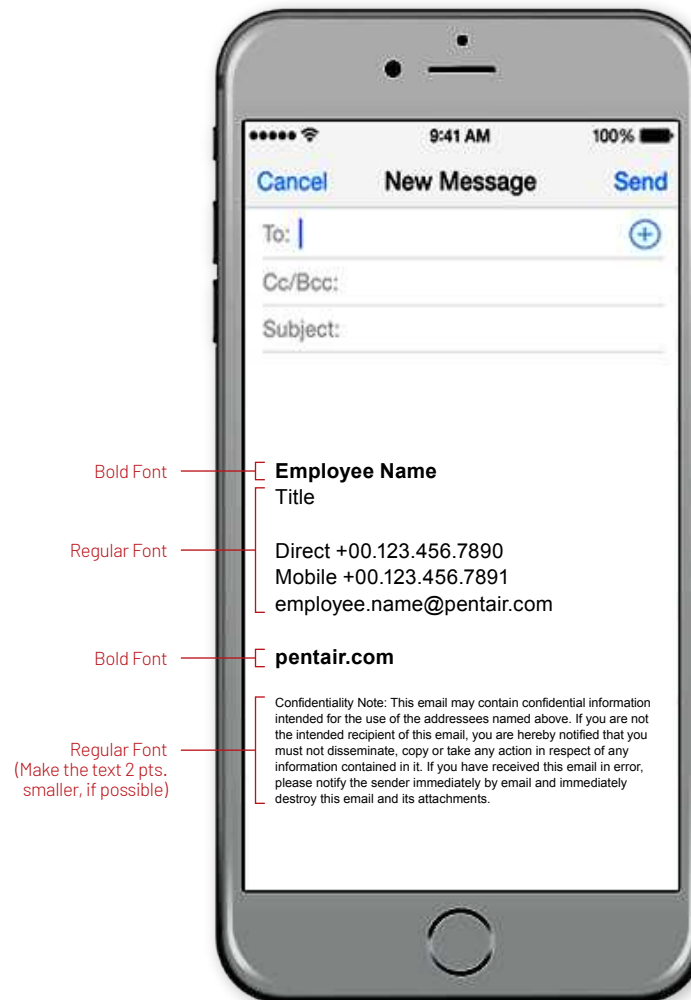 9:41 AM 100%
Cancel New Message Send
To:
Cc/Bcc:
Subject:
Bold Font
Employee Name
Title
Regular Font
Direct +00.123.456.7890
Mobile +00.123.456.7891
employee.name@pentair.com
Bold Font
pentair.com
Regular Font
(Make the text 2 pts.
smaller, if possible)
Confidentiality Note: This email may contain confidential information
intended for the use of the addressees named above. If you are not
the intended recipient of this email, you are hereby notified that you
must not disseminate, copy or take any action in respect of any
information contained in it. If you have received this email in error,
please notify the sender immediately by email and immediately
destroy this email and its attachments.